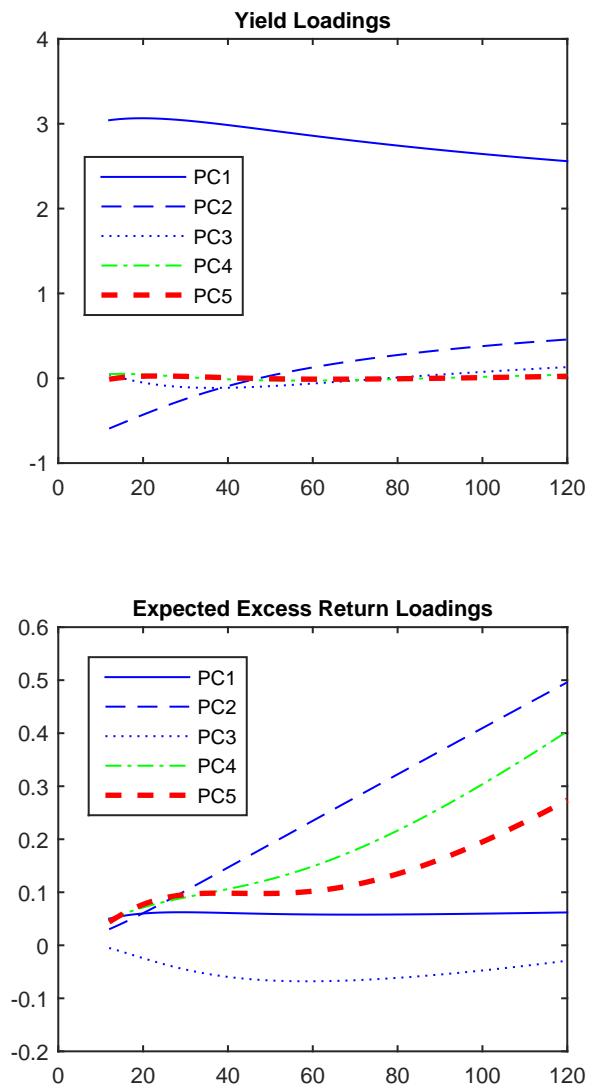 Yield Loadings
4
3
2
1
0
-1
PC1
PC2
PC3
PC4
PC5
0 20 40 60 80 100 120
Expected Excess Return Loadings
0.6
0.5
0.4
0.3
0.2
0.1
0
-0.1
-0.2
PC1
PC2
PC3
PC4
PC5
0 20 40 60 80 100 120